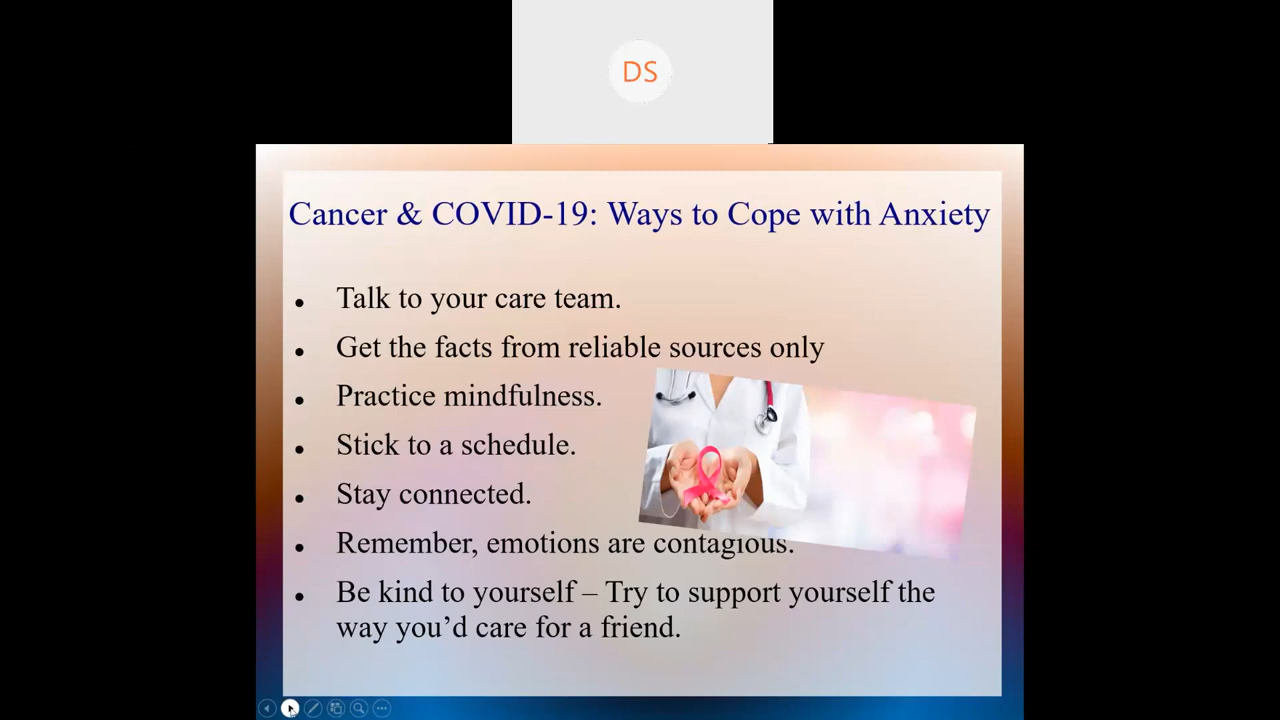 DS
Cancer & COVID-19: Ways to Cope with Anxiety
Talk to your care team.
Get the facts from reliable sources only
Practice mindfulness.
Stick to a schedule.
Stay connected.
Remember, emotions are contagious.
Be kind to yourself – Try to support yourself the
way you’d care for a friend.